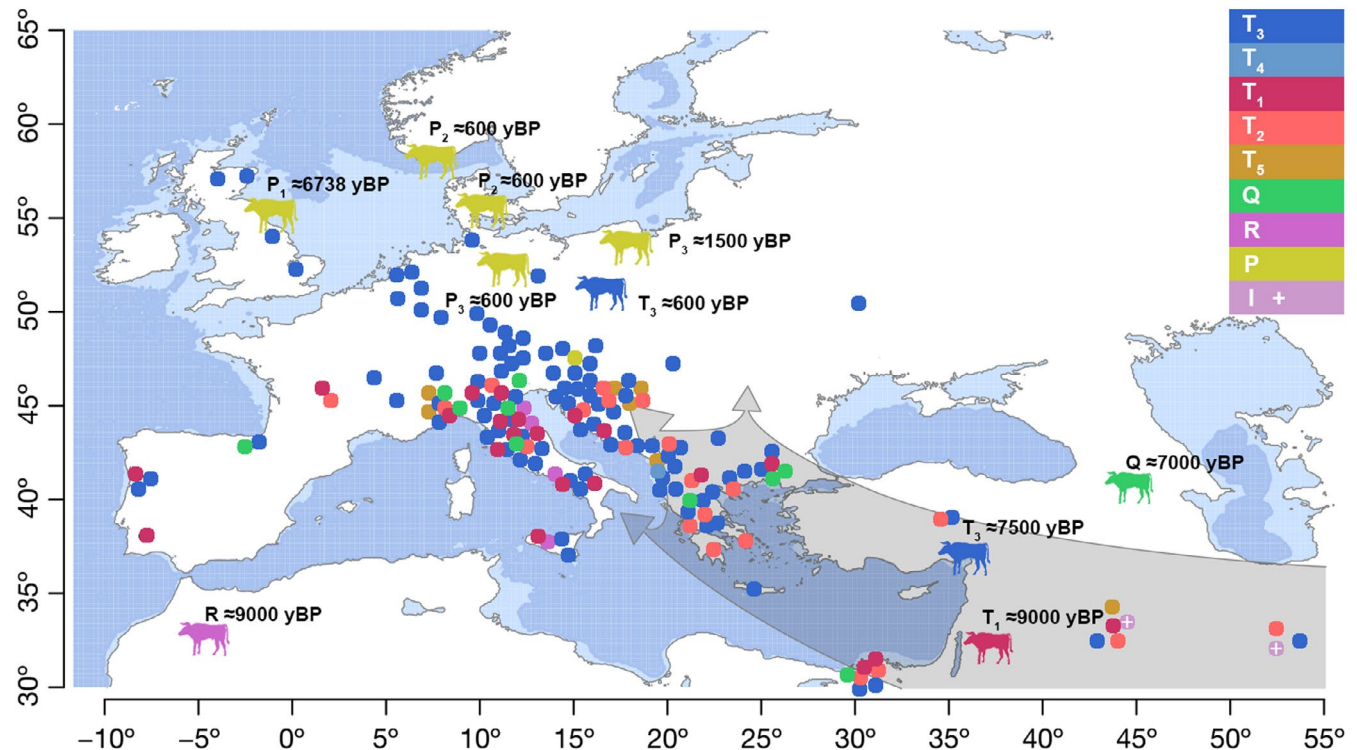 65°
60°
55°
50°
45°
40°
35°
30°
−10°
−5°
0°
5°
10°
15°
20°
25°
30°
35°
40°
45°
50°
55°
T₃
T₄
T₁
T₂
T₅
Q
R
P
I +
P₂ ≈600 yBP
P₁ ≈6738 yBP
P₂ ≈600 yBP
P₃ ≈1500 yBP
P₃ ≈600 yBP
T₃ ≈600 yBP
Q ≈7000 yBP
T₃ ≈7500 yBP
R ≈9000 yBP
T₁ ≈9000 yBP
+
+